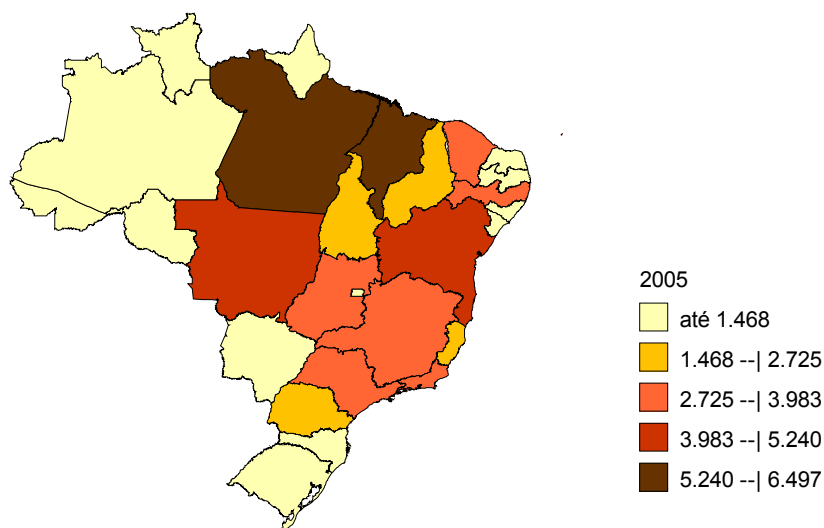 2005
até 1.468
1.468 --| 2.725
2.725 --| 3.983
3.983 --| 5.240
5.240 --| 6.497